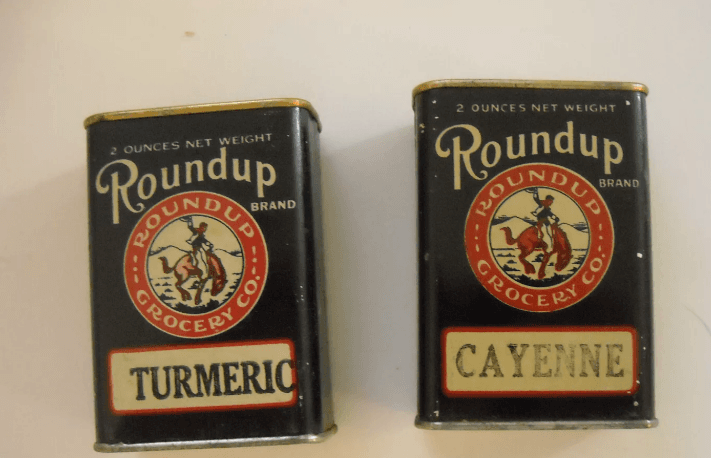 2 OUNCES NET WEIGHT
Roundup
BRAND
ROUNDUP
GROCERY CO.
TURMERIC
2 OUNCES NET WEIGHT
Roundup
BRAND
ROUNDUP
GROCERY CO.
CAYENNE